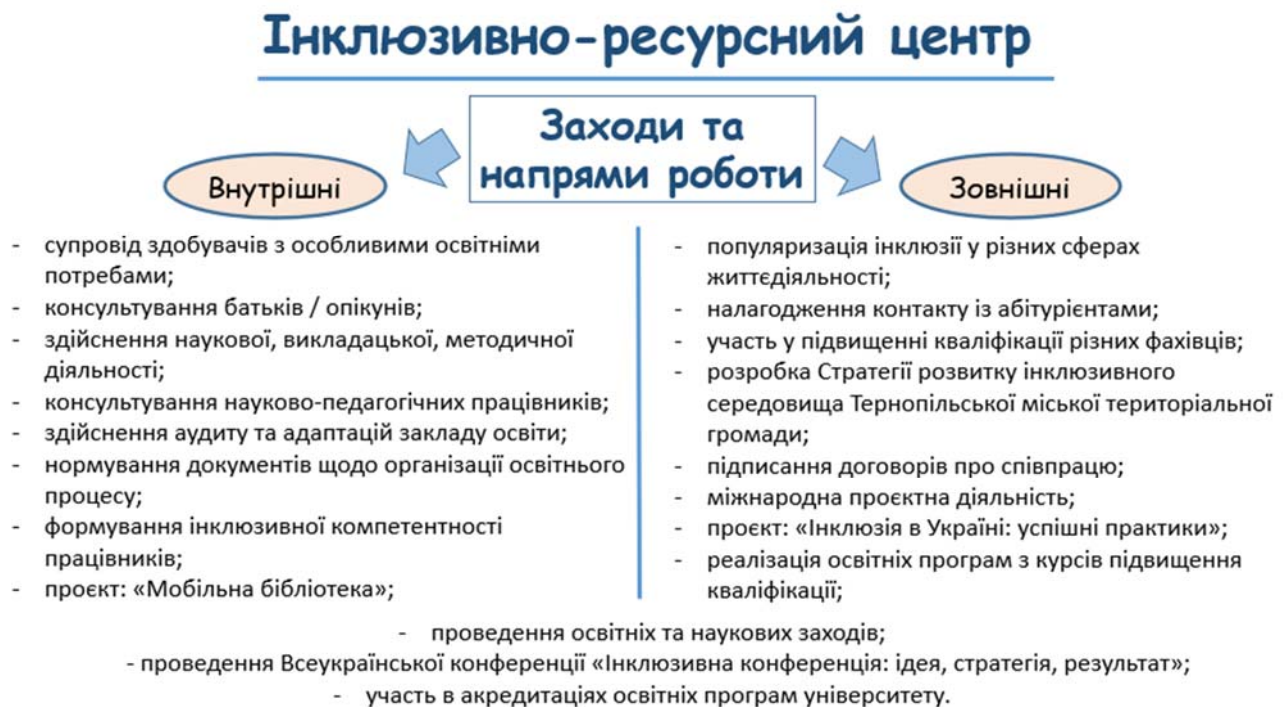 Інклюзивно-ресурсний центр
Заходи та
напрями роботи
Внутрішні
- супровід здобувачів з особливими освітніми
потребами;
- консультування батьків / опікунів;
- здійснення наукової, викладацької, методичної
діяльності;
- консультування науково-педагогічних працівників;
- здійснення аудиту та адаптацій закладу освіти;
- нормування документів щодо організації освітнього
процесу;
- формування інклюзивної компетентності
працівників;
- проєкт: «Мобільна бібліотека»;
Зовнішні
- популяризація інклюзії у різних сферах
життєдіяльності;
- налагодження контакту із абітурієнтами;
- участь у підвищенні кваліфікації різних фахівців;
- розробка Стратегії розвитку інклюзивного
середовища Тернопільської міської територіальної
громади;
- підписання договорів про співпрацю;
- міжнародна проєктна діяльність;
- проєкт: «Інклюзія в Україні: успішні практики»;
- реалізація освітніх програм з курсів підвищення
кваліфікації;
- проведення освітніх та наукових заходів;
- проведення Всеукраїнської конференції «Інклюзивна конференція: ідея, стратегія, результат»;
- участь в акредитаціях освітніх програм університету.